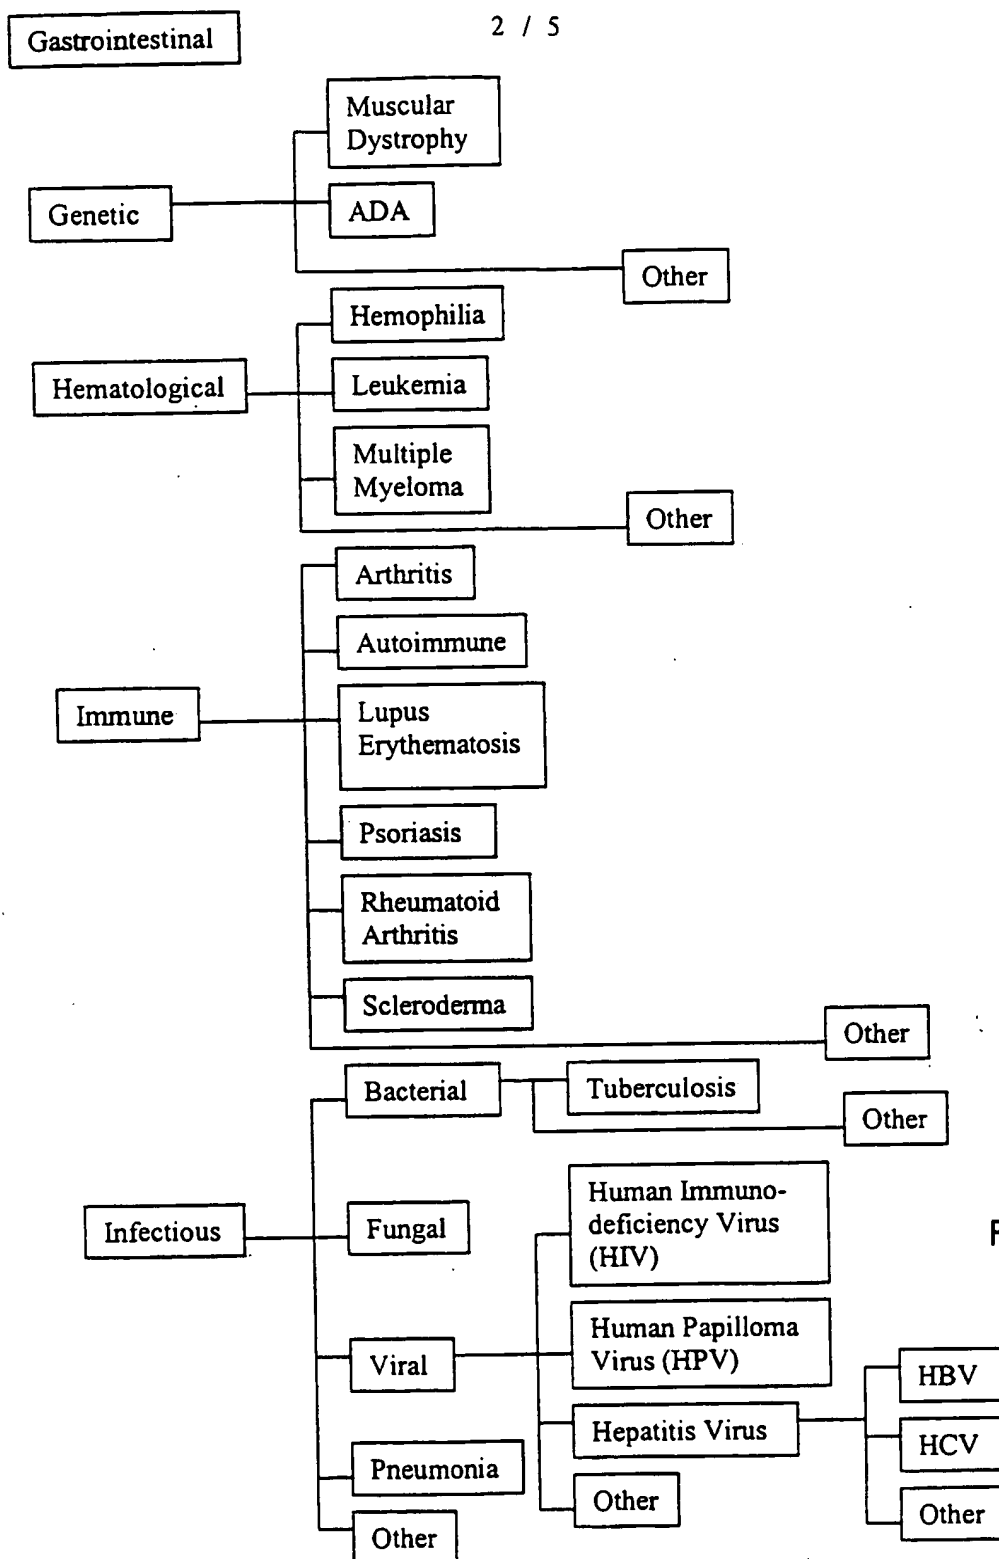 2 / 5
Gastrointestinal
Muscular
Dystrophy
Genetic
ADA
Other
Hemophilia
Hematological
Leukemia
Multiple
Myeloma
Other
Arthritis
Autoimmune
Immune
Lupus
Erythematosis
Psoriasis
Rheumatoid
Arthritis
Scleroderma
Other
Bacterial
Tuberculosis
Other
Infectious
Fungal
Human Immuno-
deficiency Virus
(HIV)
Viral
Human Papilloma
Virus (HPV)
Hepatitis Virus
HBV
HCV
Other
Other
Pneumonia
Other